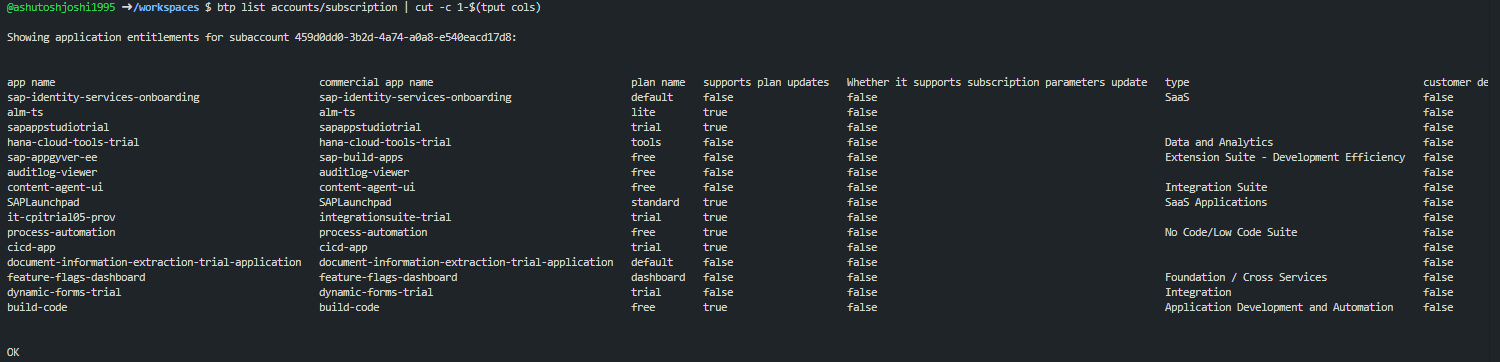 @ashutoshjoshi1995 ➜/workspaces $ btp list accounts/subscription | cut -c 1-$(tput cols)
Showing application entitlements for subaccount 459d0dd0-3b2d-4a74-a0a8-e540eacd17d8:
app name commercial app name plan name supports plan updates Whether it supports subscription parameters update type customer de
sap-identity-services-onboarding sap-identity-services-onboarding default false false SaaS false
alm-ts alm-ts lite true false false
sapappstudiotrial sapappstudiotrial trial true false false
hana-cloud-tools-trial hana-cloud-tools-trial tools false false Data and Analytics false
sap-appgyver-ee sap-build-apps free false false Extension Suite - Development Efficiency false
auditlog-viewer auditlog-viewer free false false false
content-agent-ui content-agent-ui free false false Integration Suite false
SAPLaunchpad SAPLaunchpad standard true false SaaS Applications false
it-cpitrial05-prov integrationsuite-trial trial true false false
process-automation process-automation free true false No Code/Low Code Suite false
cicd-app cicd-app trial true false false
document-information-extraction-trial-application document-information-extraction-trial-application default false false false
feature-flags-dashboard feature-flags-dashboard dashboard false false Foundation / Cross Services false
dynamic-forms-trial dynamic-forms-trial trial false false Integration false
build-code build-code free true false Application Development and Automation false
OK